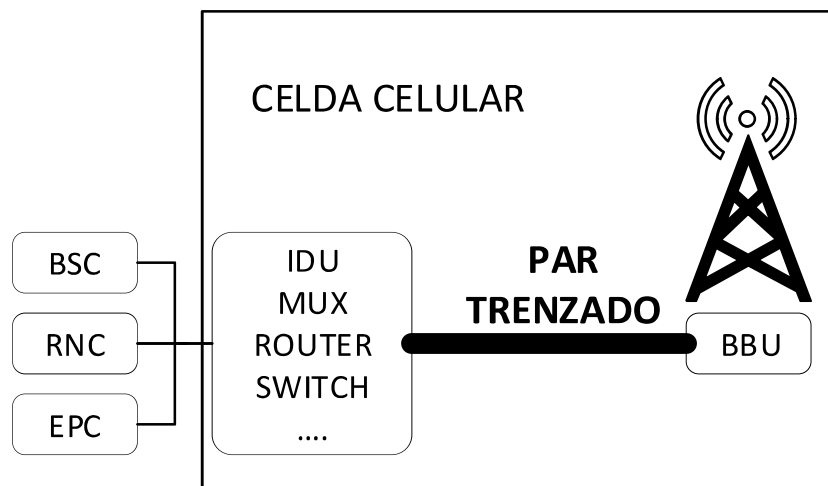 CELDA CELULAR
BSC
RNC
EPC
IDU
MUX
ROUTER
SWITCH
....
PAR
TRENZADO
BBU